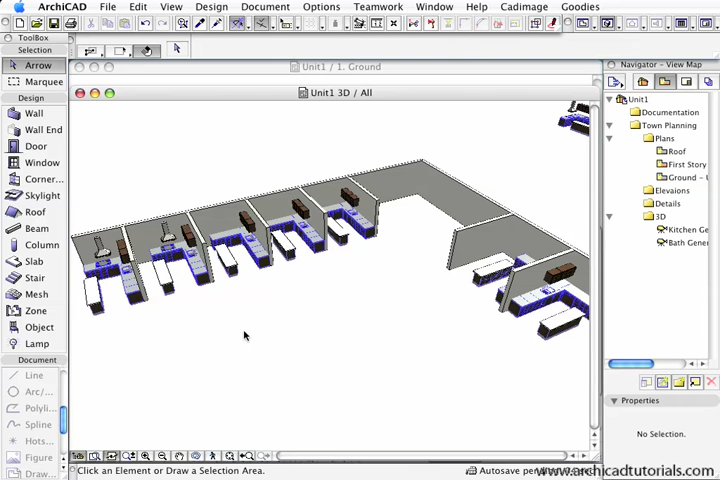 ArchiCAD File Edit View Design Document Options Teamwork Window Help Cadimage Goodies
ToolBox
Selection
Arrow
Marquee
Design
Wall
Wall End
Door
Window
Corner...
Skylight
Roof
Beam
Column
Slab
Stair
Mesh
Zone
Object
Lamp
Document
Line
Arc/...
Polyli...
Spline
Hots...
Figure
Draw...
Unit1 / 1. Ground
Unit1 3D / All
Click an Element or Draw a Selection Area.
Navigator - View Map
Unit1
Documentation
Town Planning
Plans
Roof
First Story
Ground - U
Elevaions
Details
3D
Kitchen Ge
Bath Gener
Properties
No Selection.
www.archicadtutorials.com